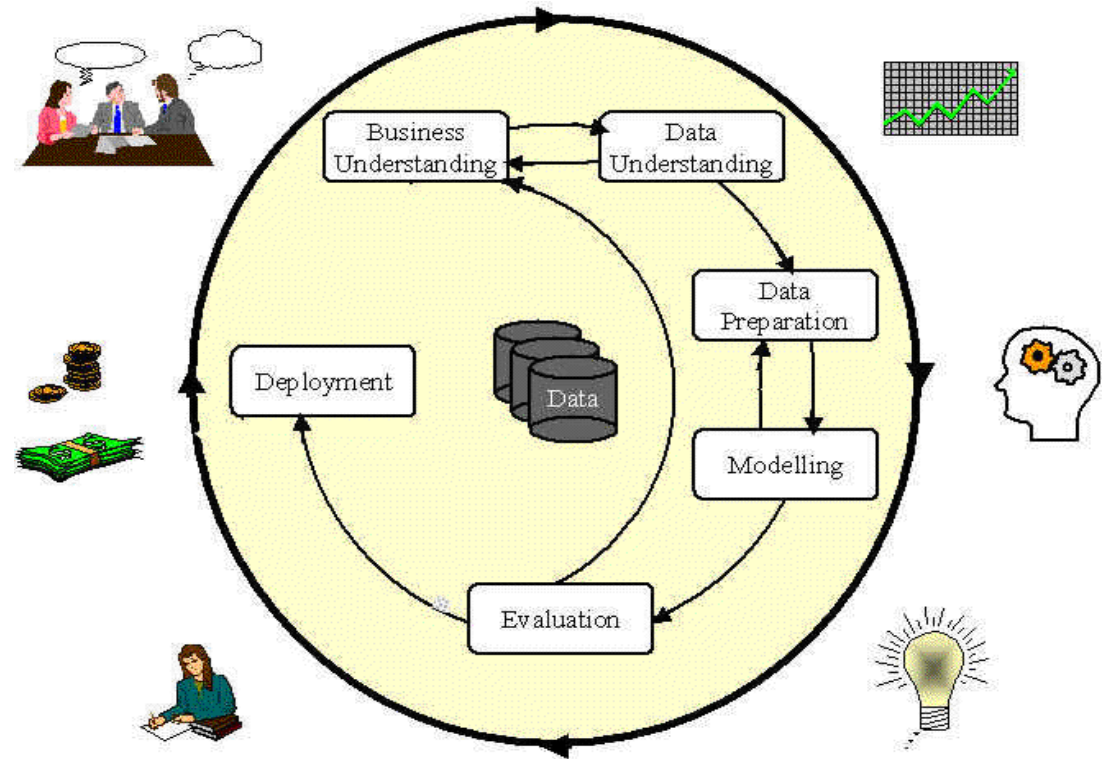 Business
Understanding
Data
Understanding
Data
Preparation
Deployment
Data
Modelling
Evaluation